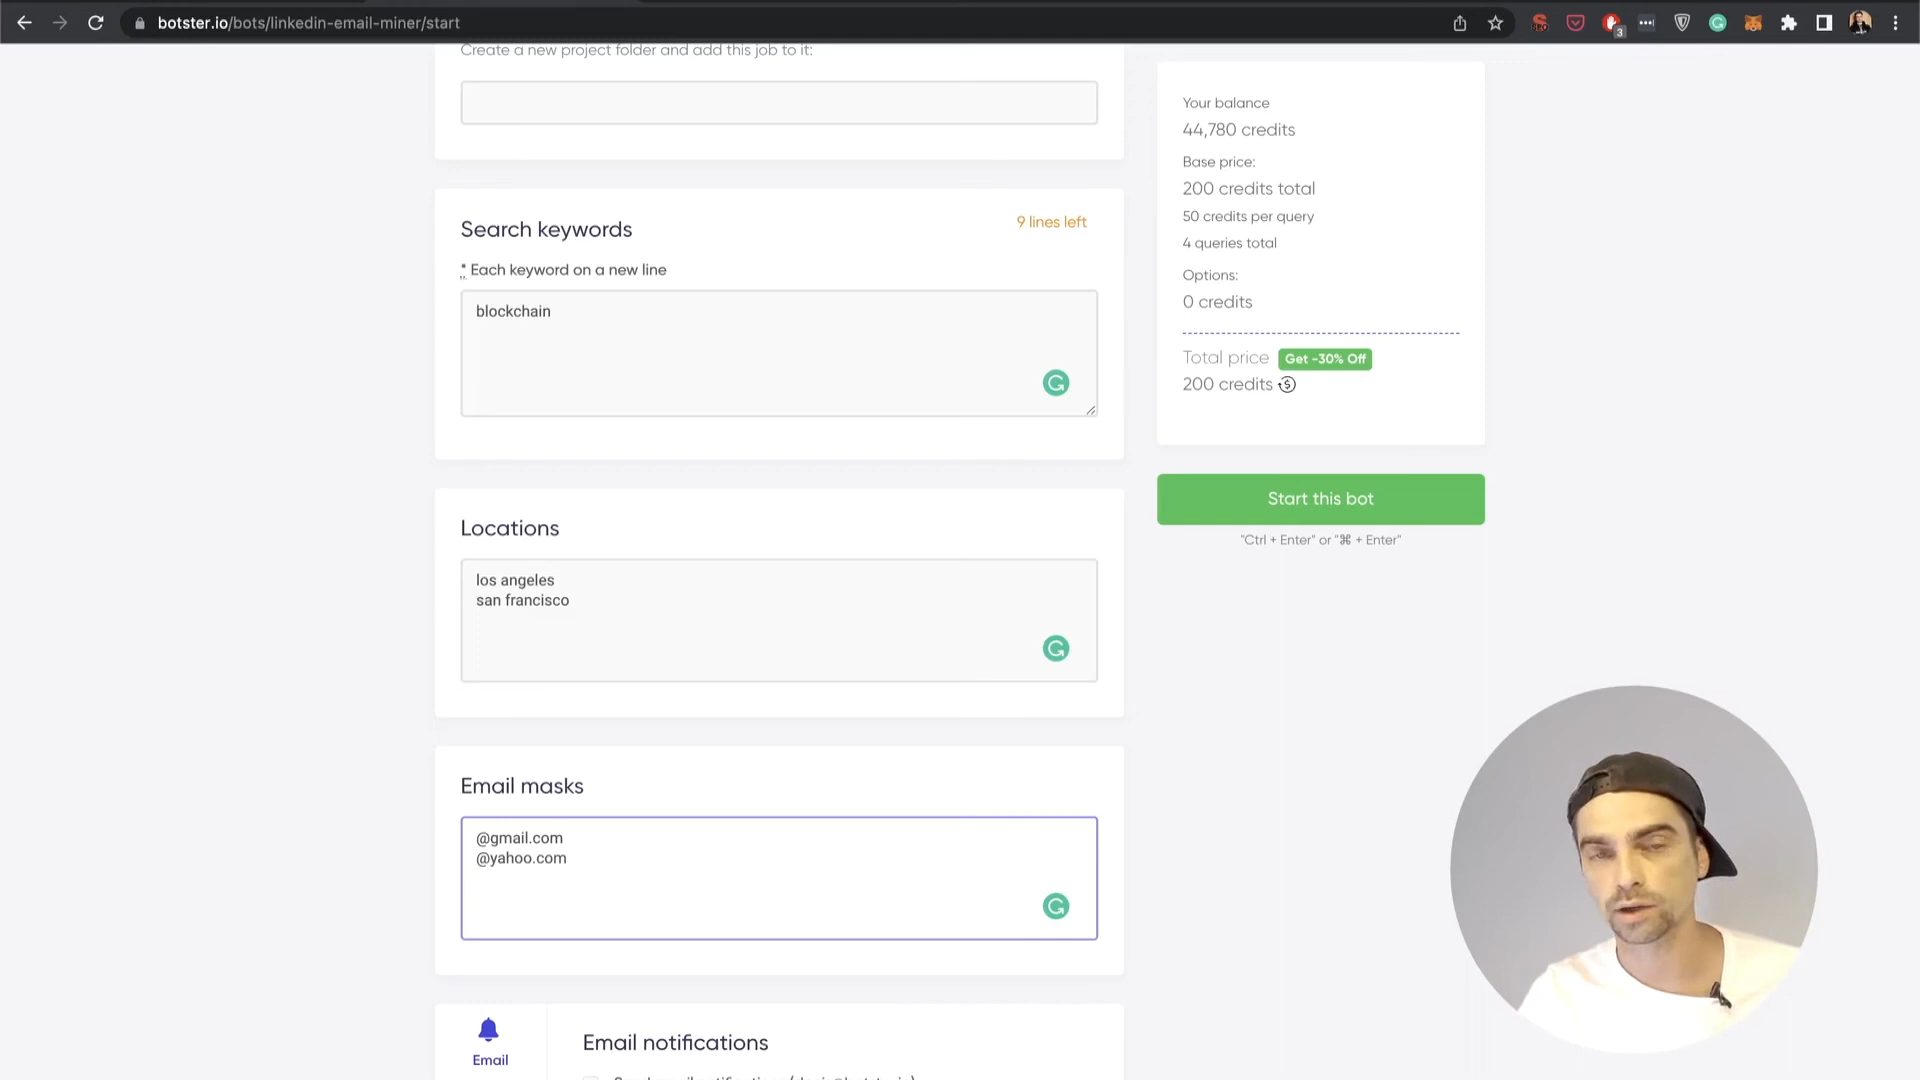 botster.io/bots/linkedin-email-miner/start
3
Create a new project folder and add this job to it:
Search keywords
9 lines left
* Each keyword on a new line
blockchain
Locations
los angeles
san francisco
Email masks
@gmail.com
@yahoo.com
Email
Email notifications
Your balance
44,780 credits
Base price:
200 credits total
50 credits per query
4 queries total
Options:
0 credits
Total price Get -30% Off
200 credits
Start this bot
"Ctrl + Enter" or "⌘ + Enter"